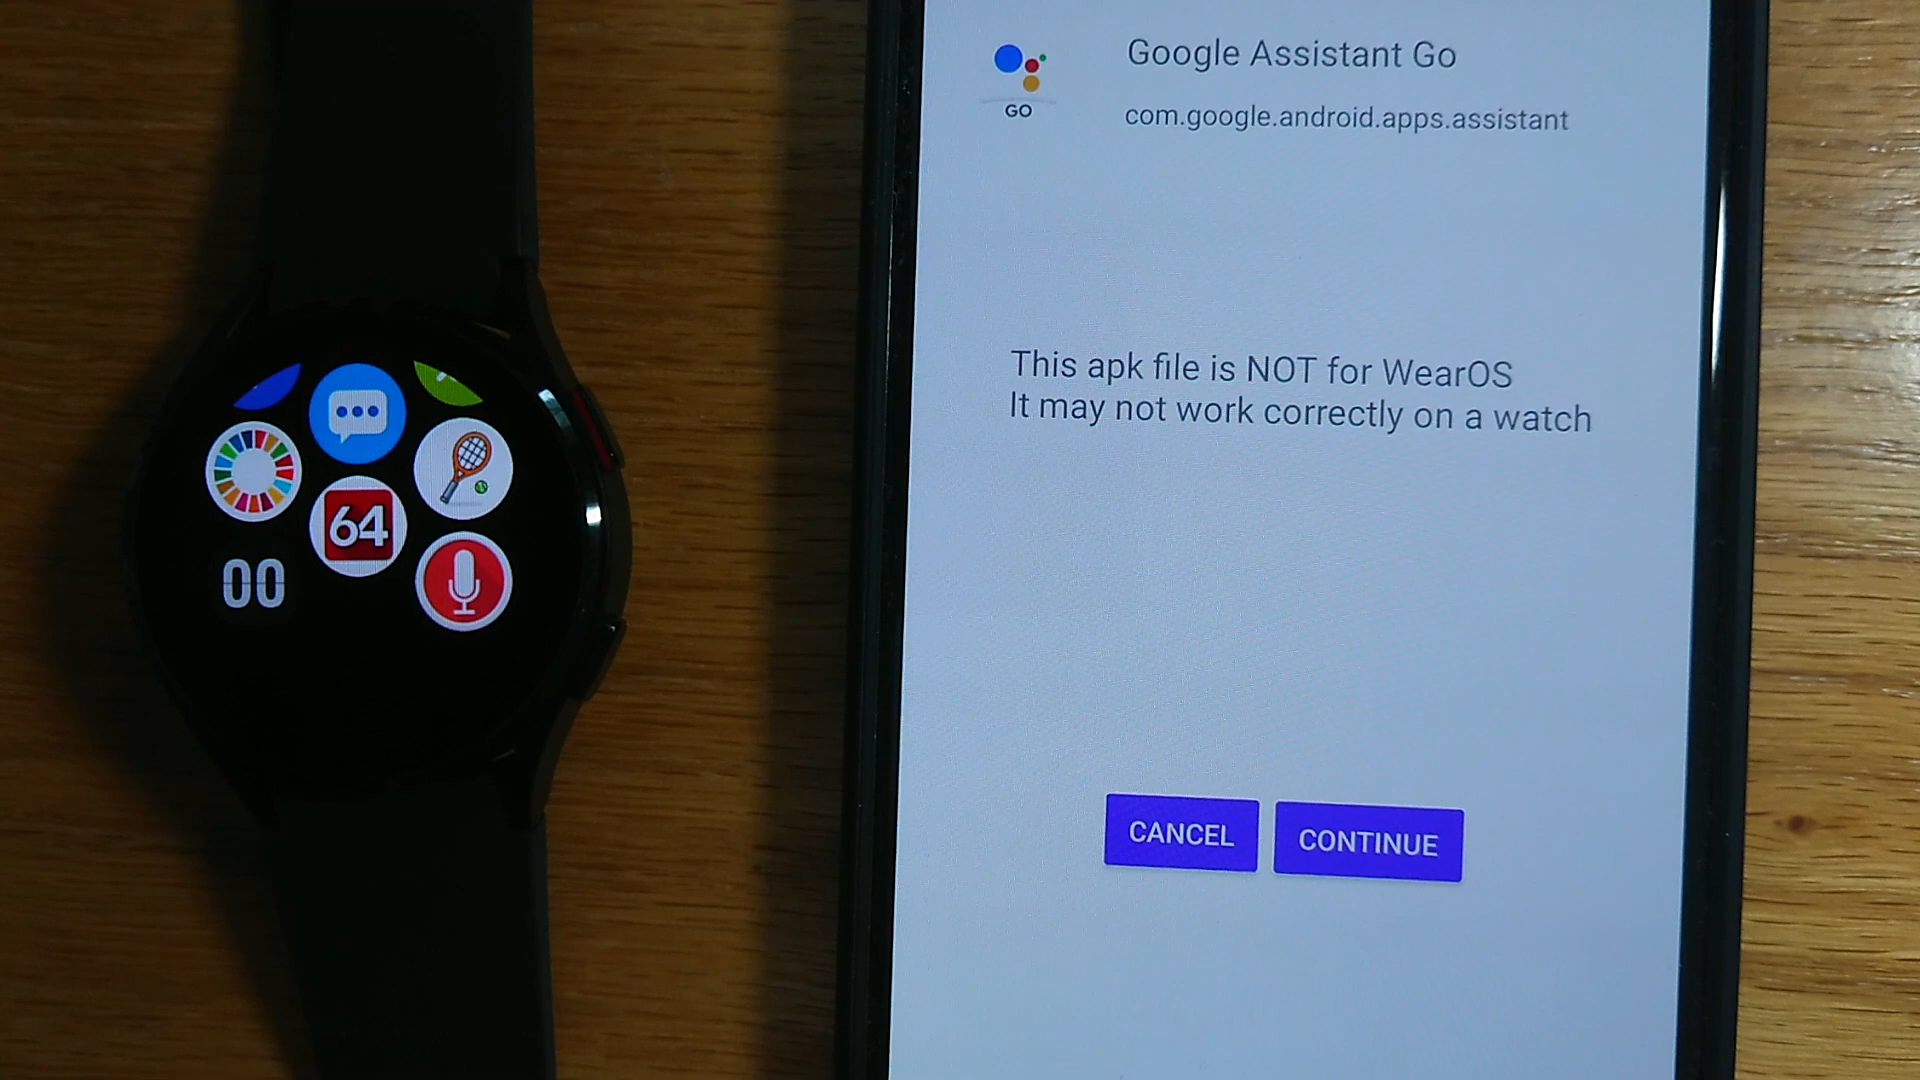 64
00
GO
Google Assistant Go
com.google.android.apps.assistant
This apk file is NOT for WearOS
It may not work correctly on a watch
CANCEL
CONTINUE